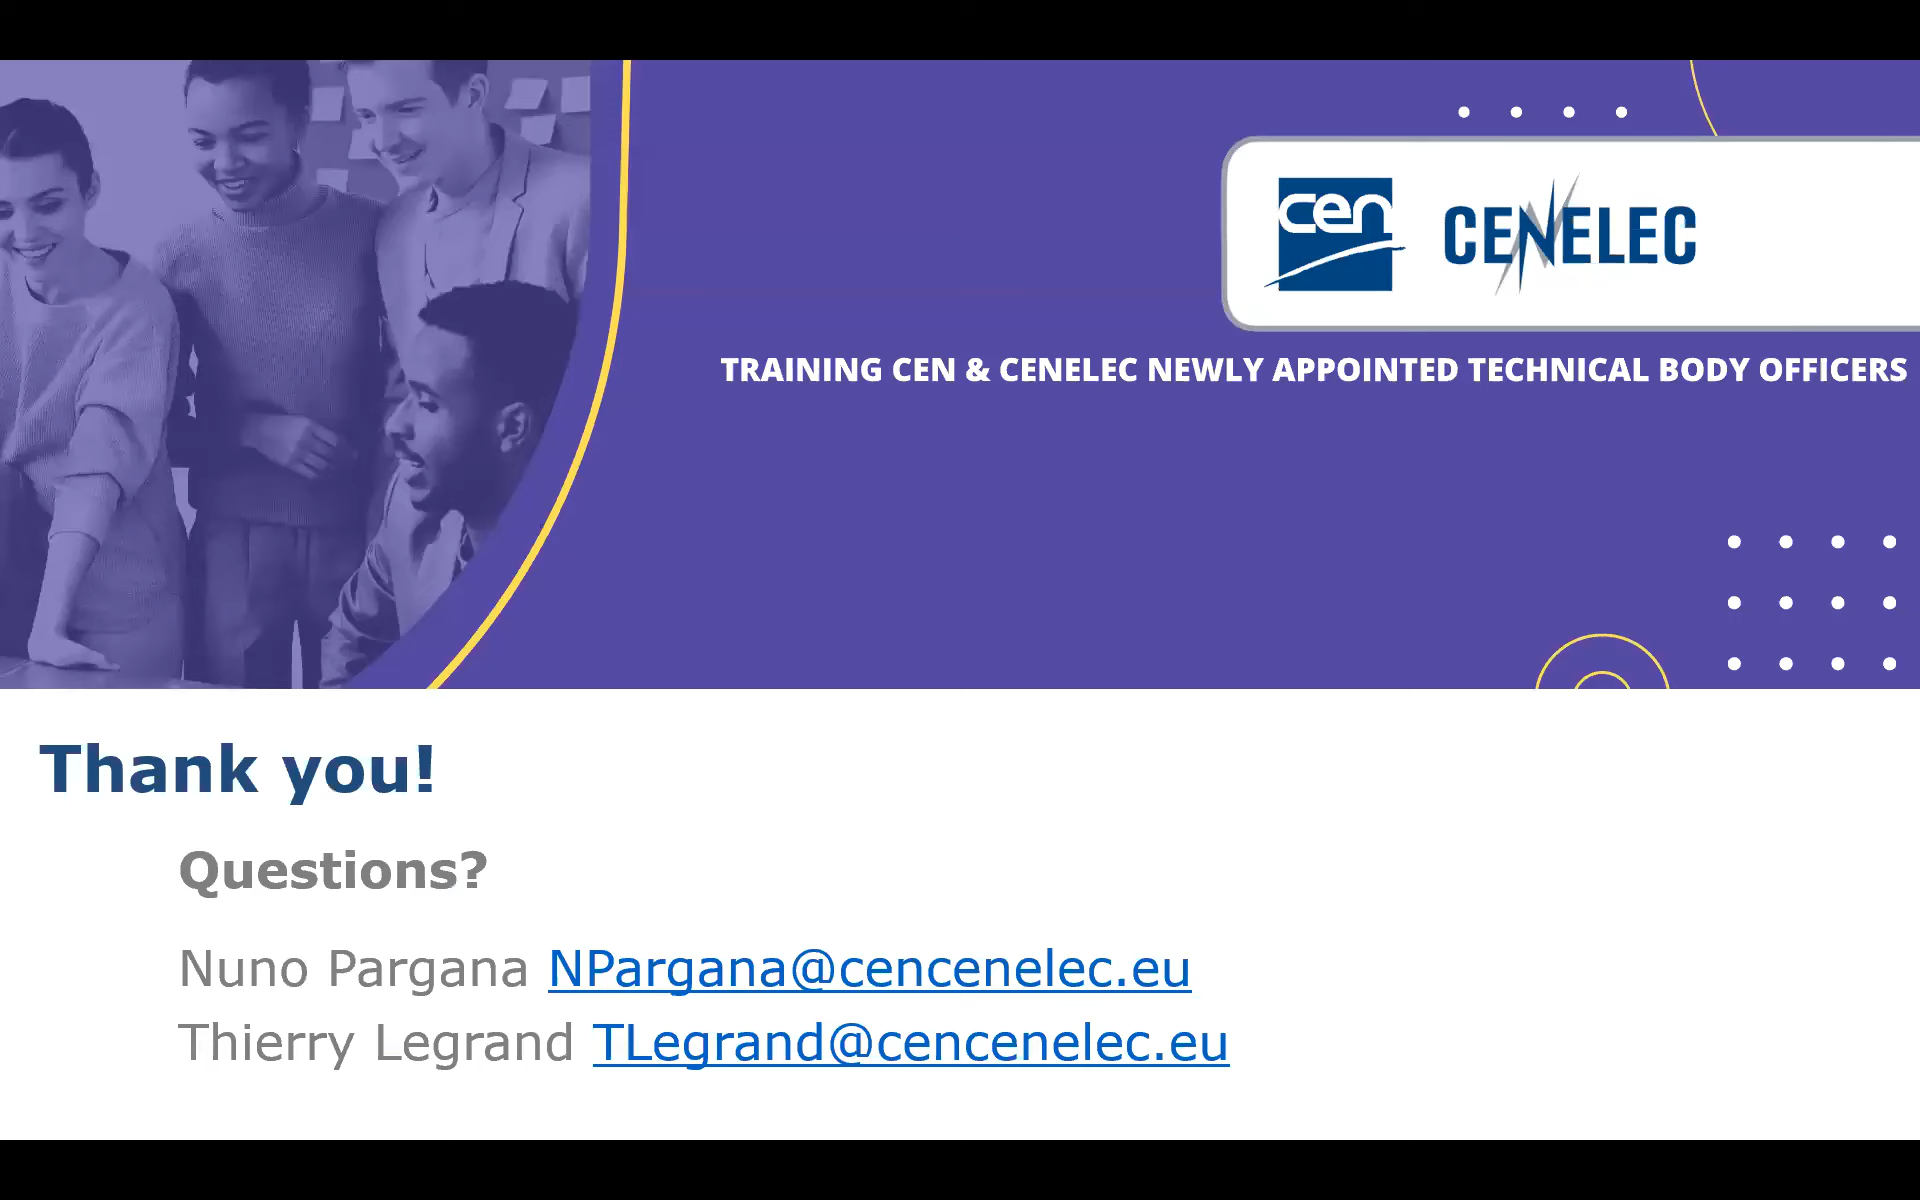 cen CENELEC
TRAINING CEN & CENELEC NEWLY APPOINTED TECHNICAL BODY OFFICERS
Thank you!
Questions?
Nuno Pargana NPargana@cencenelec.eu
Thierry Legrand TLegrand@cencenelec.eu